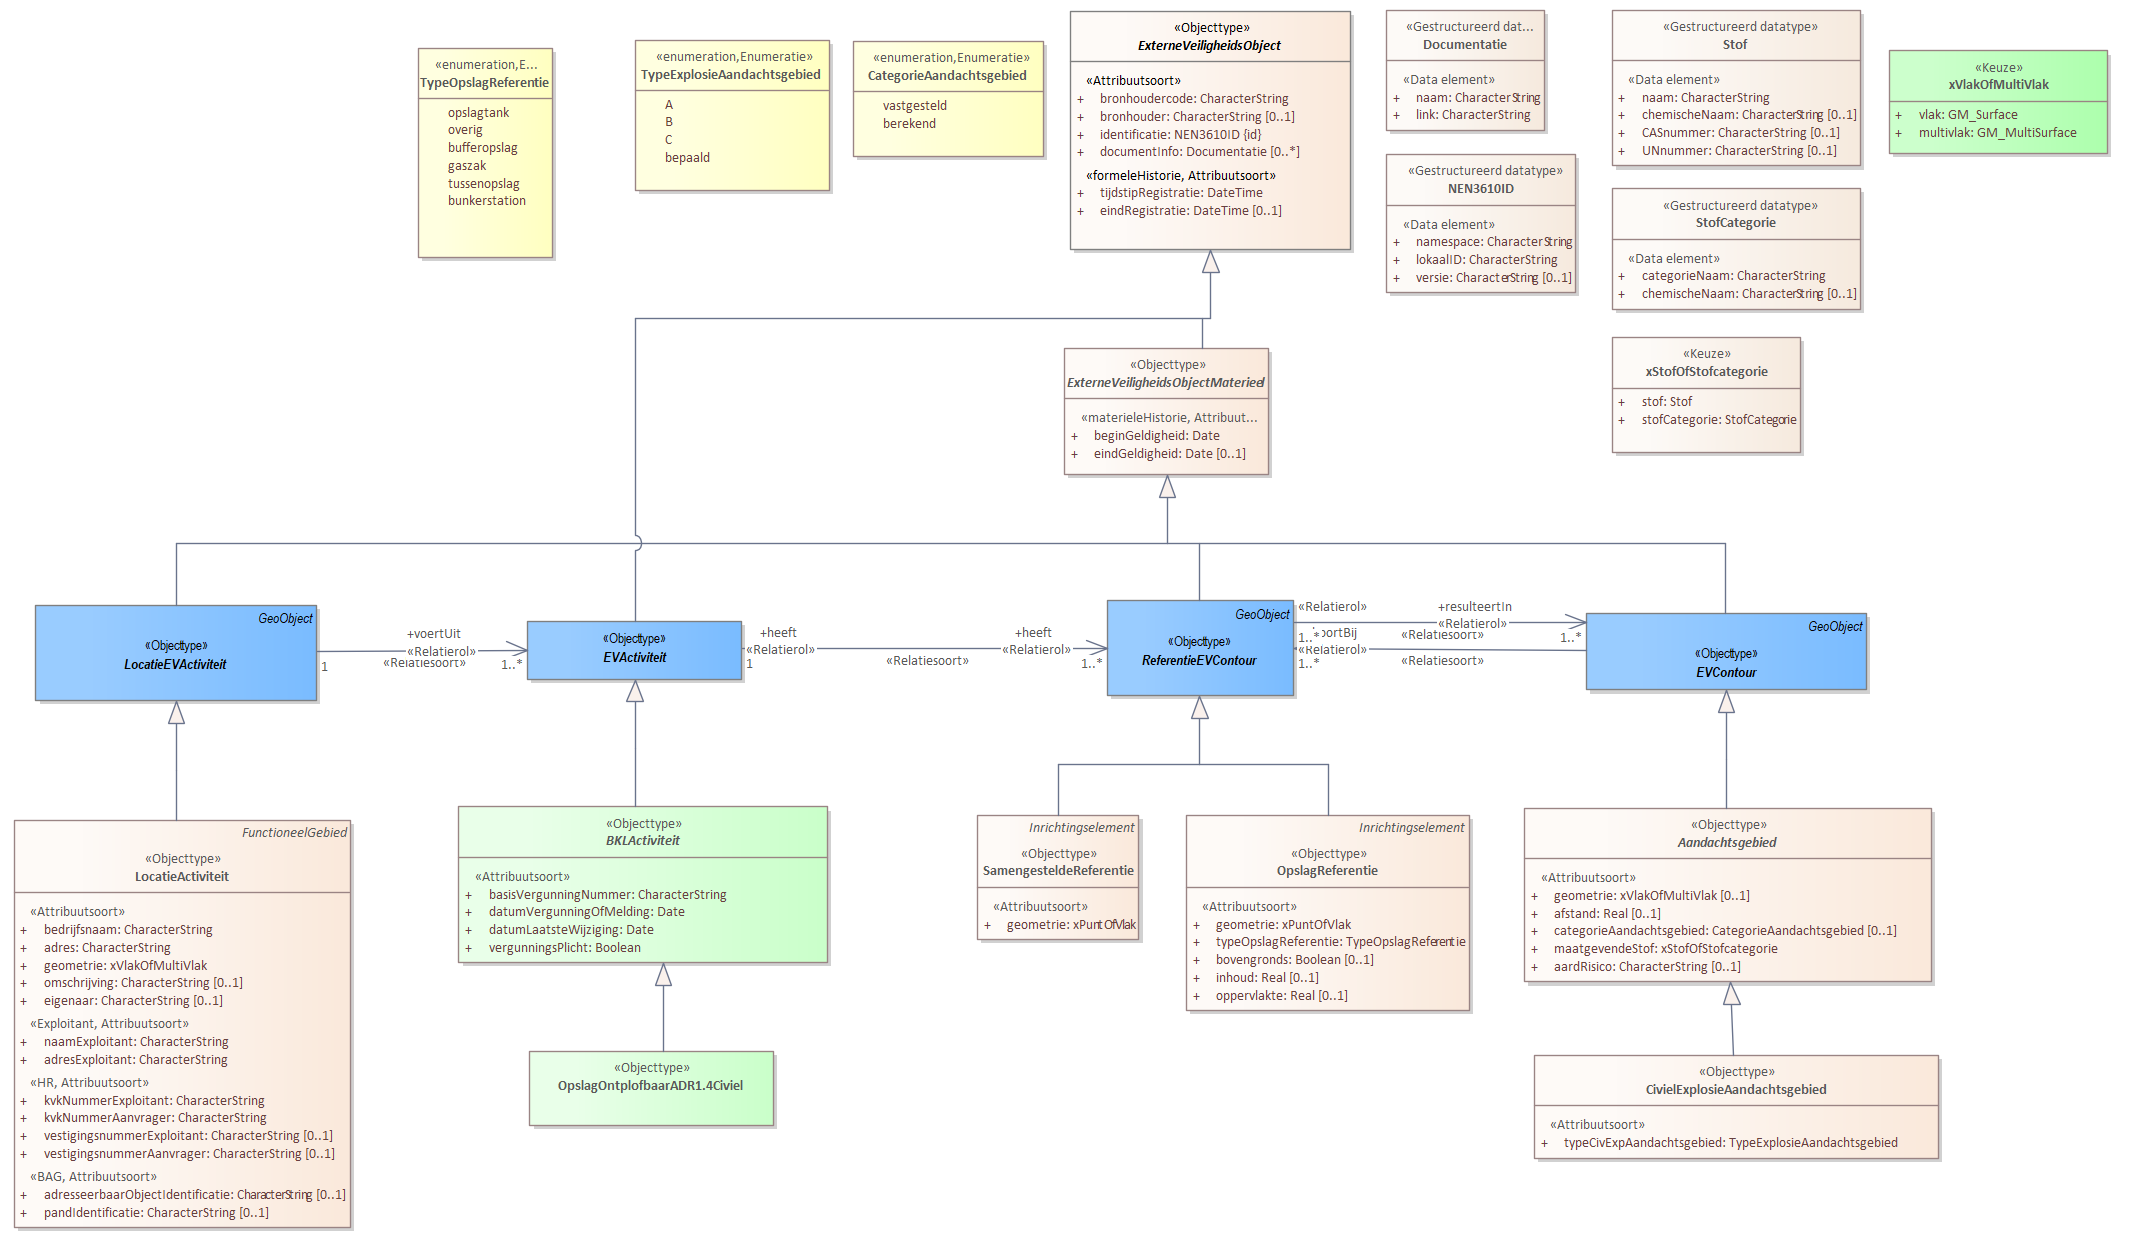 «enumeration,E...
TypeOpslagReferentie
opslagtank
overig
bufferopslag
gaszak
tussenopslag
bunkerstation
«enumeration,Enumeratie»
TypeExplosieAandachtsgebied
A
B
C
bepaald
«enumeration,Enumeratie»
CategorieAandachtsgebied
vastgesteld
berekend
«Objecttype»
ExterneVeiligheidsObject
«Attribuutsoort»
+ bronhoudercode: CharacterString
+ bronhouder: CharacterString [0..1]
+ identificatie: NEN3610ID {id}
+ documentInfo: Documentatie [0..*]
«formeleHistorie, Attribuutsoort»
+ tijdstipRegistratie: DateTime
+ eindRegistratie: DateTime [0..1]
«Gestructureerd dat...
Documentatie
«Data element»
+ naam: CharacterString
+ link: CharacterString
«Gestructureerd datatype»
NEN3610ID
«Data element»
+ namespace: CharacterString
+ lokaalID: CharacterString
+ versie: CharacterString [0..1]
«Gestructureerd datatype»
Stof
«Data element»
+ naam: CharacterString
+ chemischeNaam: CharacterString [0..1]
+ CASnummer: CharacterString [0..1]
+ UNnummer: CharacterString [0..1]
«Gestructureerd datatype»
StofCategorie
«Data element»
+ categorieNaam: CharacterString
+ chemischeNaam: CharacterString [0..1]
«Keuze»
xStofOfStofcategorie
+ stof: Stof
+ stofCategorie: StofCategorie
«Keuze»
xVlakOfMultiVlak
+ vlak: GM_Surface
+ multivlak: GM_MultiSurface
«Objecttype»
ExterneVeiligheidsObjectMaterieel
«materieleHistorie, Attribuut...
+ beginGeldigheid: Date
+ eindGeldigheid: Date [0..1]
GeoObject
«Objecttype»
LocatieEVActiviteit
+voertUit
«Relatierol»
«Relatiesoort»
1
1..*
«Objecttype»
EVActiviteit
+heeft
«Relatierol»
1
«Relatiesoort»
+heeft
«Relatierol»
1..*
GeoObject
«Objecttype»
ReferentieEVContour
«Relatierol»
+resulteertIn
«Relatierol»
1..*
«Relatiesoort»
1..*
oortBij
«Relatierol»
1..*
«Relatiesoort»
GeoObject
«Objecttype»
EVContour
FunctioneelGebied
«Objecttype»
LocatieActiviteit
«Attribuutsoort»
+ bedrijfsnaam: CharacterString
+ adres: CharacterString
+ geometrie: xVlakOfMultiVlak
+ omschrijving: CharacterString [0..1]
+ eigenaar: CharacterString [0..1]
«Exploitant, Attribuutsoort»
+ naamExploitant: CharacterString
+ adresExploitant: CharacterString
«HR, Attribuutsoort»
+ kvkNummerExploitant: CharacterString
+ kvkNummerAanvrager: CharacterString
+ vestigingsnummerExploitant: CharacterString [0..1]
+ vestigingsnummerAanvrager: CharacterString [0..1]
«BAG, Attribuutsoort»
+ adresseerbaarObjectIdentificatie: CharacterString [0..1]
+ pandIdentificatie: CharacterString [0..1]
«Objecttype»
BKLActiviteit
«Attribuutsoort»
+ basisVergunningNummer: CharacterString
+ datumVergunningOfMelding: Date
+ datumLaatsteWijziging: Date
+ vergunningsPlicht: Boolean
«Objecttype»
OpslagOntplofbaarADR1.4Civiel
Inrichtingselement
«Objecttype»
SamengesteldeReferentie
«Attribuutsoort»
+ geometrie: xPuntOfVlak
Inrichtingselement
«Objecttype»
OpslagReferentie
«Attribuutsoort»
+ geometrie: xPuntOfVlak
+ typeOpslagReferentie: TypeOpslagReferentie
+ bovengronds: Boolean [0..1]
+ inhoud: Real [0..1]
+ oppervlakte: Real [0..1]
«Objecttype»
Aandachtsgebied
«Attribuutsoort»
+ geometrie: xVlakOfMultiVlak [0..1]
+ afstand: Real [0..1]
+ categorieAandachtsgebied: CategorieAandachtsgebied [0..1]
+ maatgevendeStof: xStofOfStofcategorie
+ aardRisico: CharacterString [0..1]
«Objecttype»
CivielExplosieAandachtsgebied
«Attribuutsoort»
+ typeCivExpAandachtsgebied: TypeExplosieAandachtsgebied